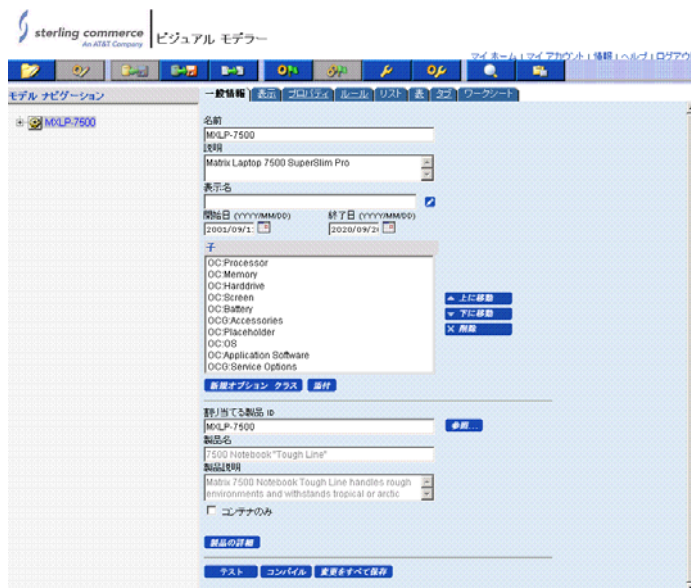 sterling commerce
An AT&T Company
ビジュアル モデラー
マイ ホーム | マイ アカウント | 情報 | ヘルプ | ログアウ
モデル ナビゲーション
MXLP-7500
一般情報 表示 プロパティ ルール リスト 表 タブ ワークシート
名前
MXLP-7500
説明
Matrix Laptop 7500 SuperSlim Pro
表示名
開始日 (YYYY/MM/DD) 終了日 (YYYY/MM/DD)
2001/09/1 2020/09/2
子
OC:Processor
OC:Memory
OC:Harddrive
OC:Screen
OC:Battery
OCG:Accessories
OC:Placeholder
OC:OS
OC:Application Software
OCG:Service Options
上に移動
下に移動
削除
新規オプション クラス 添付
割り当てる製品 ID
MXLP-7500
参照...
製品名
7500 Notebook"Tough Line"
製品説明
Matrix 7500 Notebook Tough Line handles rough
environments and withstands tropical or arctic
コンテナのみ
製品の詳細
テスト コンパイル 変更をすべて保存